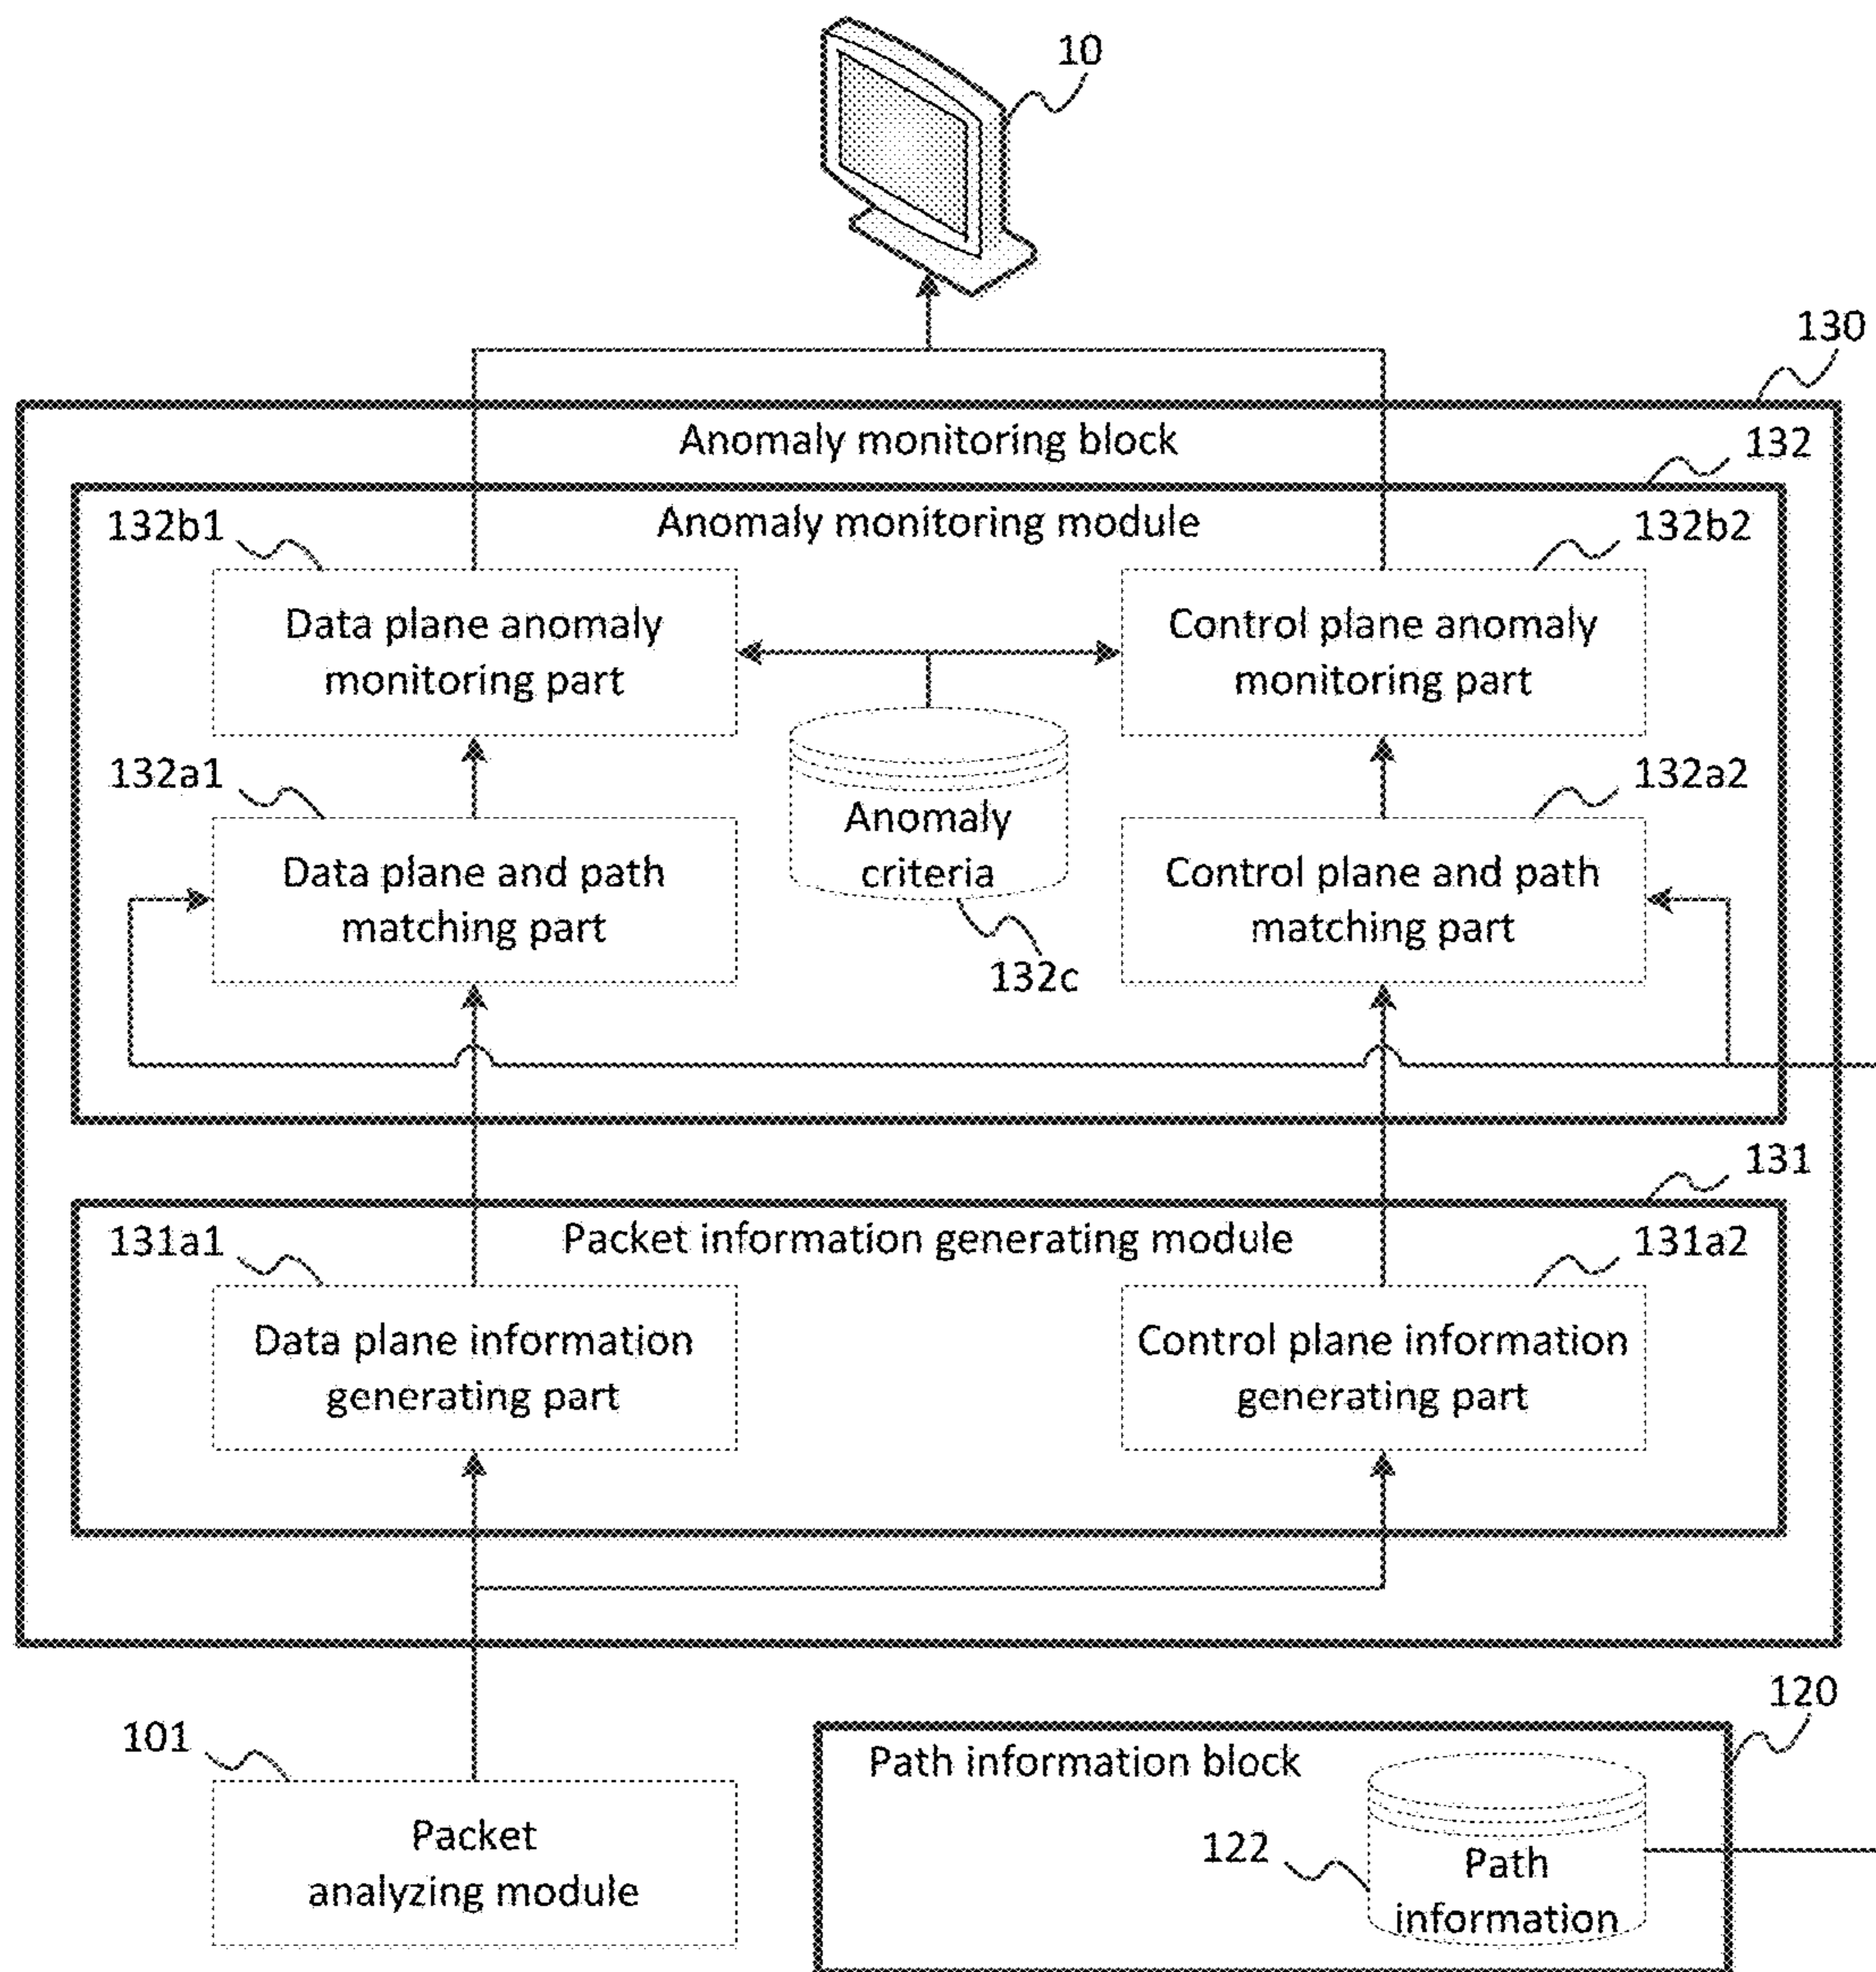 10
130
Anomaly monitoring block
132
Anomaly monitoring module
132b1
132b2
Data plane anomaly
monitoring part
Control plane anomaly
monitoring part
132a1
132a2
Anomaly
criteria
132c
Data plane and path
matching part
Control plane and path
matching part
131
Packet information generating module
131a1
131a2
Data plane information
generating part
Control plane information
generating part
101
Packet
analyzing module
120
Path information block
122
Path
information